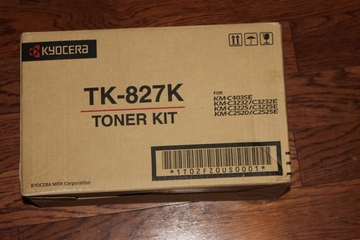 KYOCERA
TK-827K
TONER KIT
FOR
KM-C4035E
KM-C3232/C3232E
KM-C3225/C3225E
KM-C2520/C2525E
*1T02FZ0US0001*
KYOCERA MITA Corporation